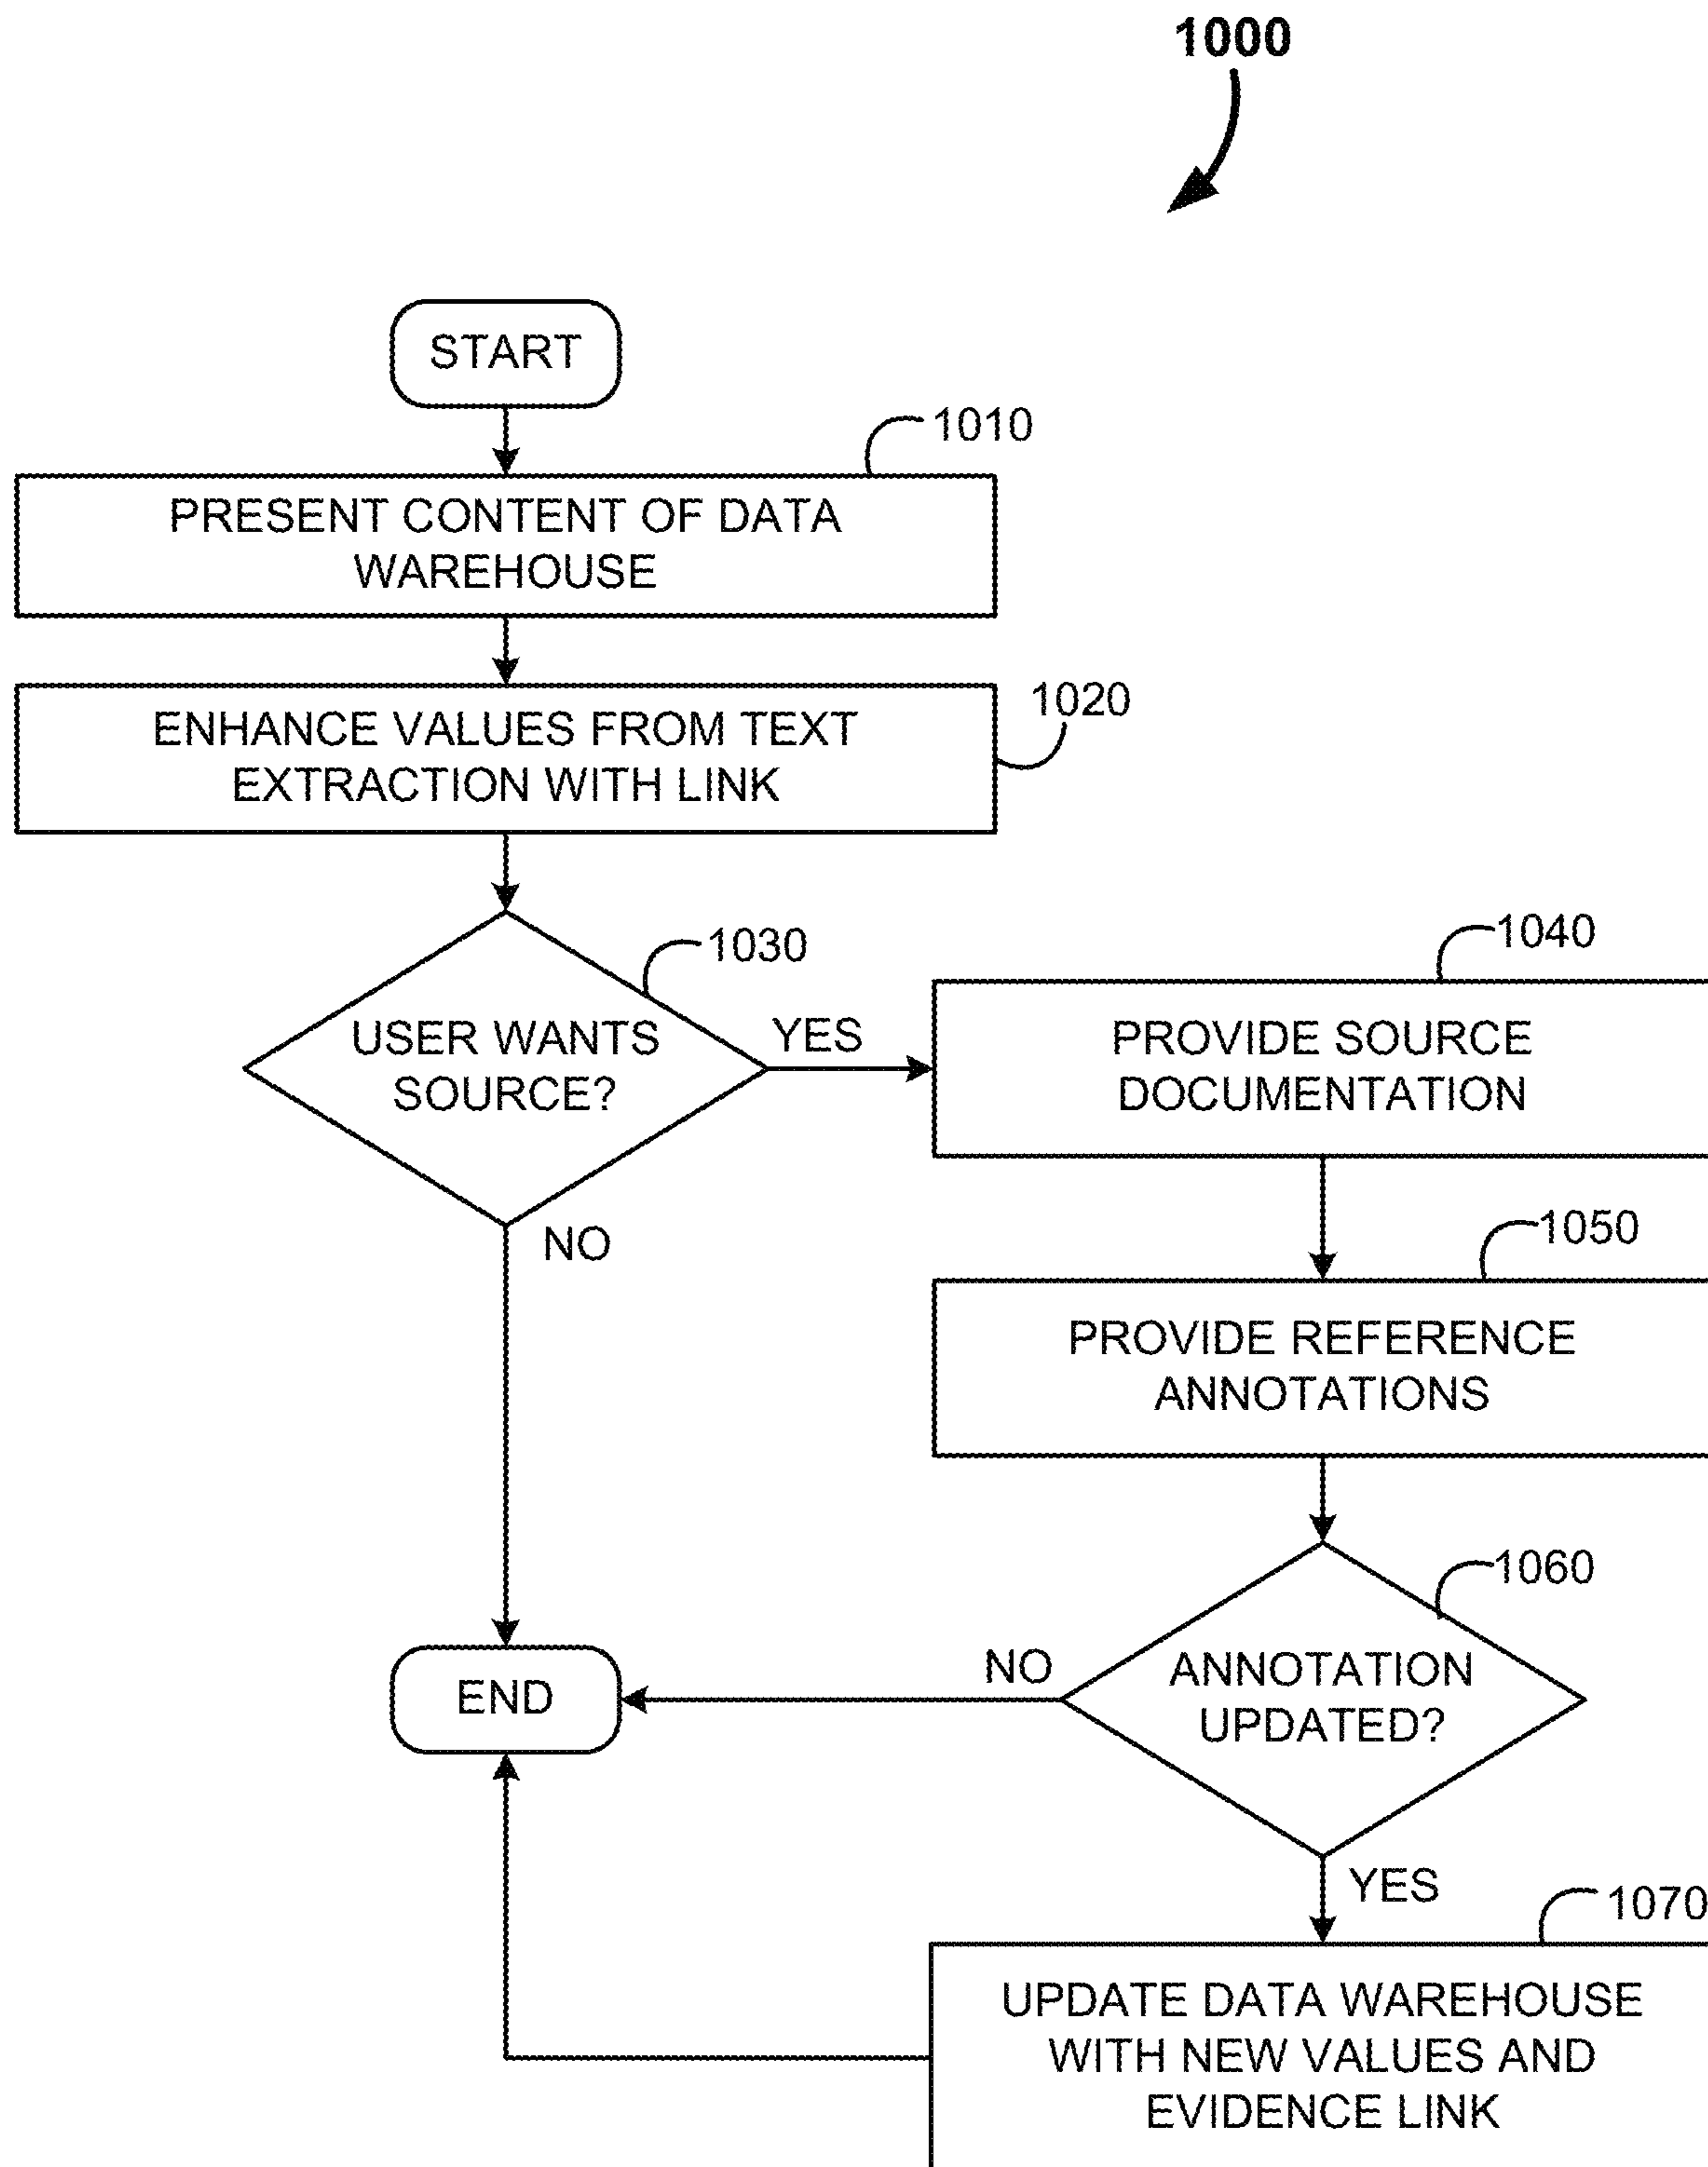 1000
START
1010
PRESENT CONTENT OF DATA
WAREHOUSE
1020
ENHANCE VALUES FROM TEXT
EXTRACTION WITH LINK
1030
USER WANTS
SOURCE?
YES
NO
1040
PROVIDE SOURCE
DOCUMENTATION
1050
PROVIDE REFERENCE
ANNOTATIONS
1060
ANNOTATION
UPDATED?
NO
END
YES
1070
UPDATE DATA WAREHOUSE
WITH NEW VALUES AND
EVIDENCE LINK